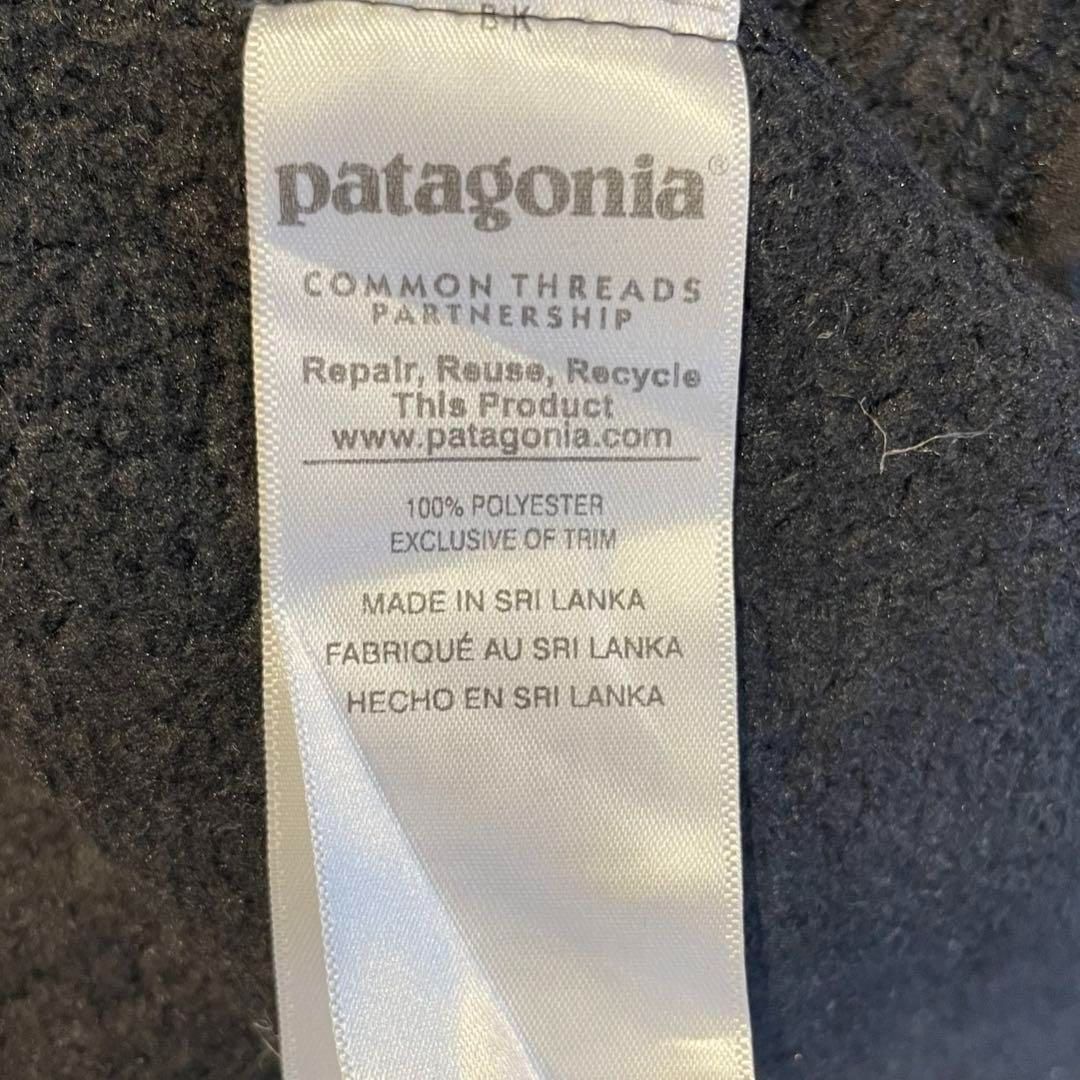 B-K
patagonia®
COMMON THREADS
PARTNERSHIP
Repair, Reuse, Recycle
This Product
www.patagonia.com
100% POLYESTER
EXCLUSIVE OF TRIM
MADE IN SRI LANKA
FABRIQUÉ AU SRI LANKA
HECHO EN SRI LANKA